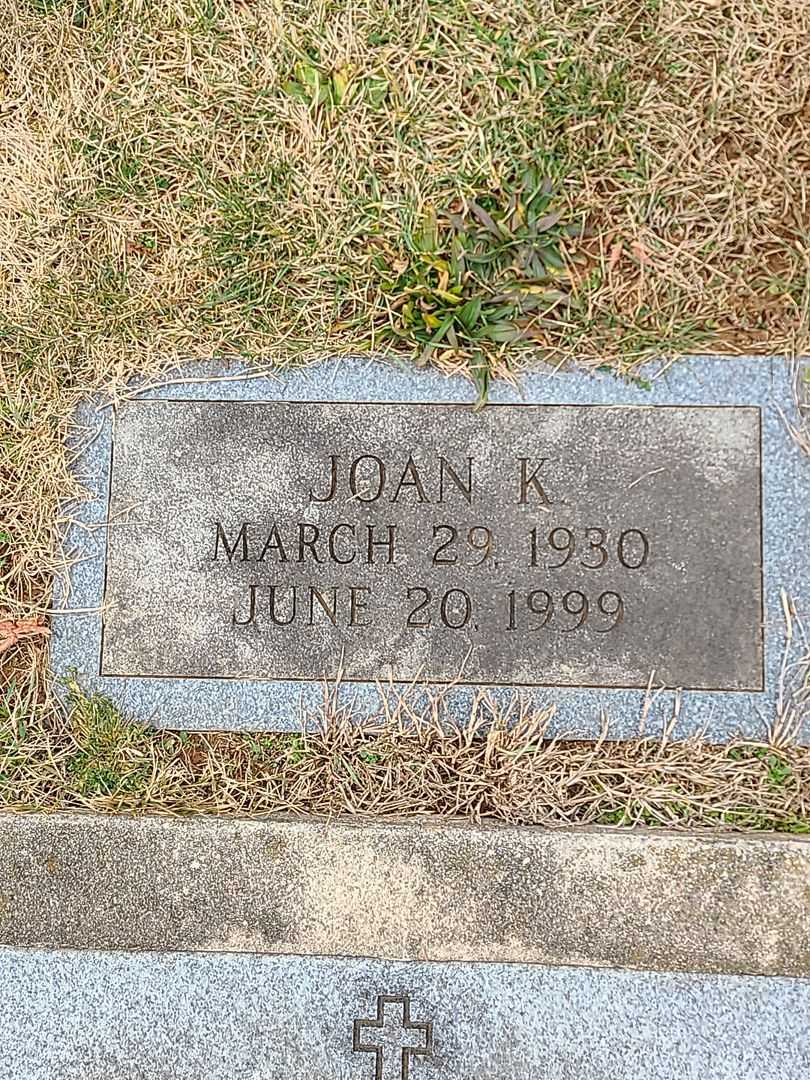 JOAN K.
MARCH 29, 1930
JUNE 20, 1999